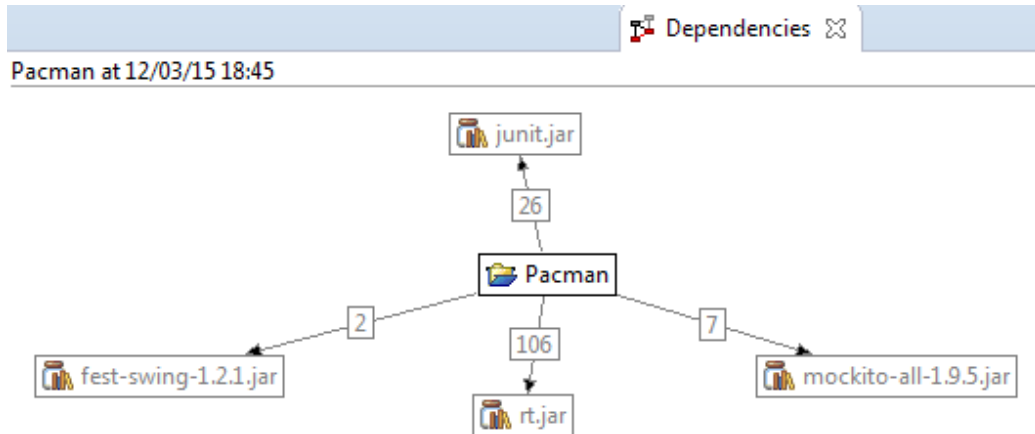 Dependencies
Pacman at 12/03/15 18:45
junit.jar
26
Pacman
2
7
106
fest-swing-1.2.1.jar
mockito-all-1.9.5.jar
rt.jar